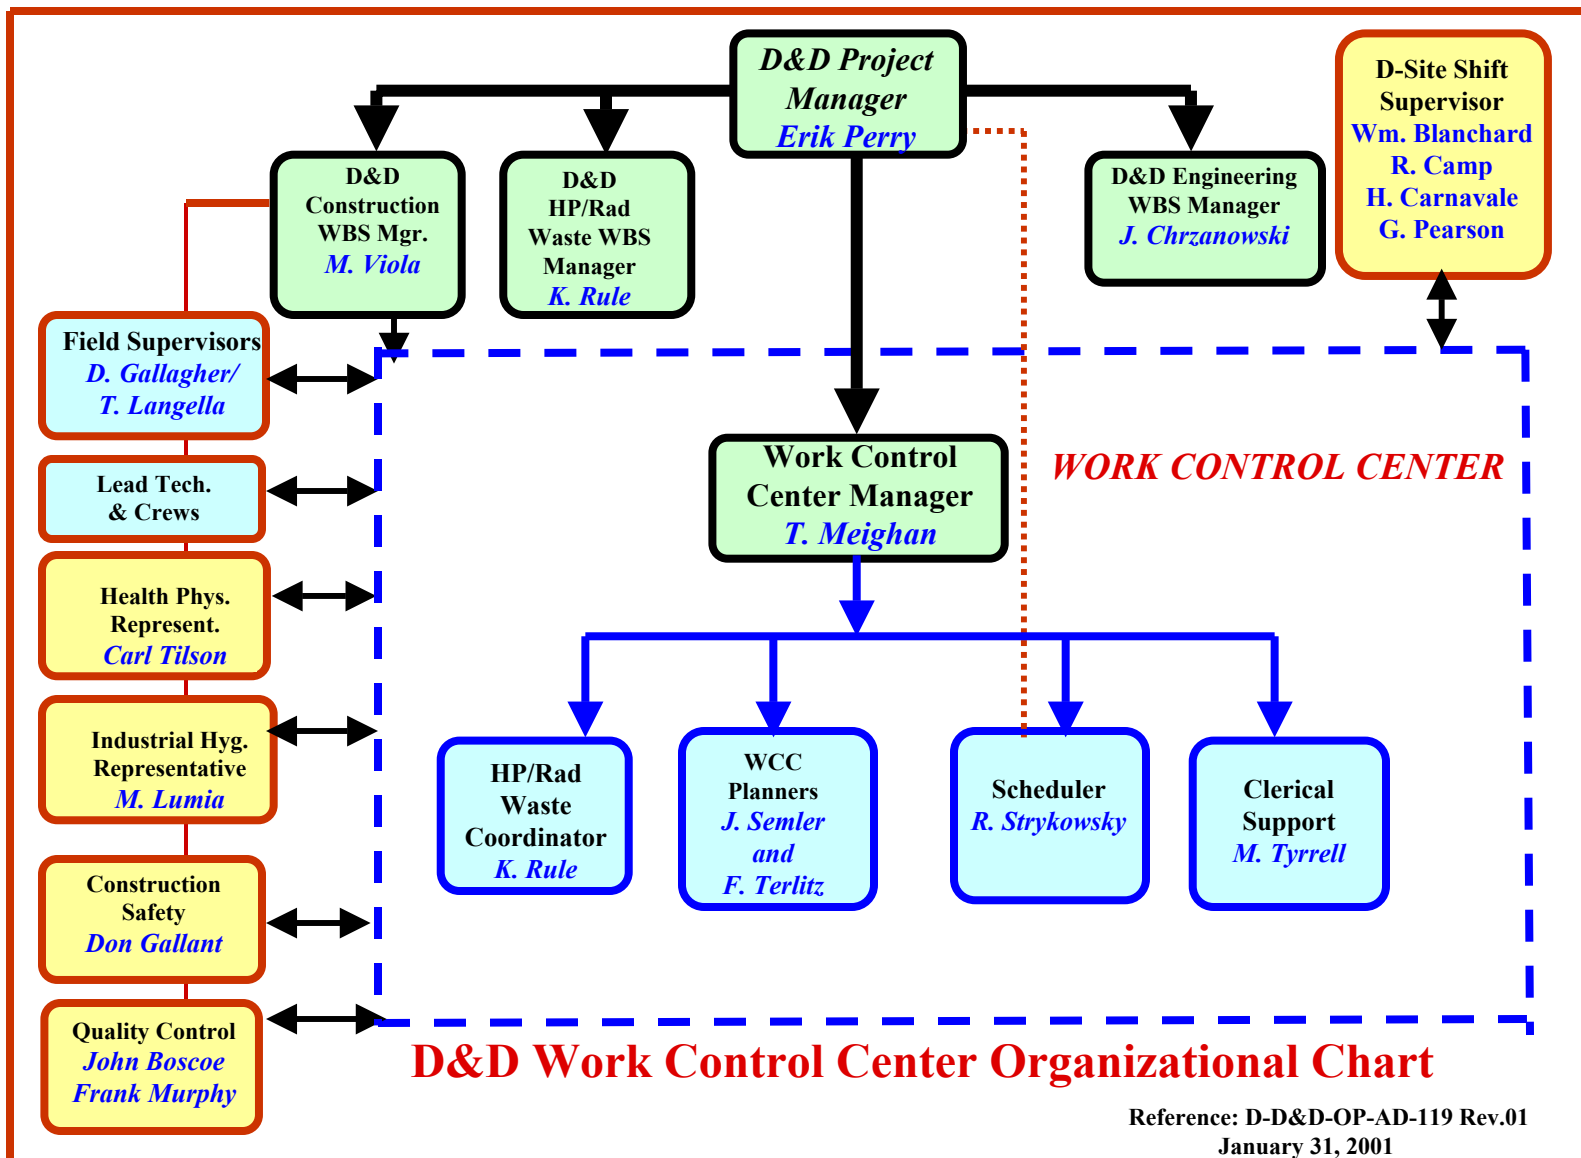 D&D Project
Manager
Erik Perry
D-Site Shift
Supervisor
Wm. Blanchard
R. Camp
H. Carnavale
G. Pearson
D&D
Construction
WBS Mgr.
M. Viola
D&D
HP/Rad
Waste WBS
Manager
K. Rule
D&D Engineering
WBS Manager
J. Chrzanowski
Field Supervisors
D. Gallagher/
T. Langella
Lead Tech.
& Crews
Health Phys.
Represent.
Carl Tilson
Industrial Hyg.
Representative
M. Lumia
Construction
Safety
Don Gallant
Quality Control
John Boscoe
Frank Murphy
Work Control
Center Manager
T. Meighan
WORK CONTROL CENTER
HP/Rad
Waste
Coordinator
K. Rule
WCC
Planners
J. Semler
and
F. Terlitz
Scheduler
R. Strykowsky
Clerical
Support
M. Tyrrell
D&D Work Control Center Organizational Chart
Reference: D-D&D-OP-AD-119 Rev.01
January 31, 2001